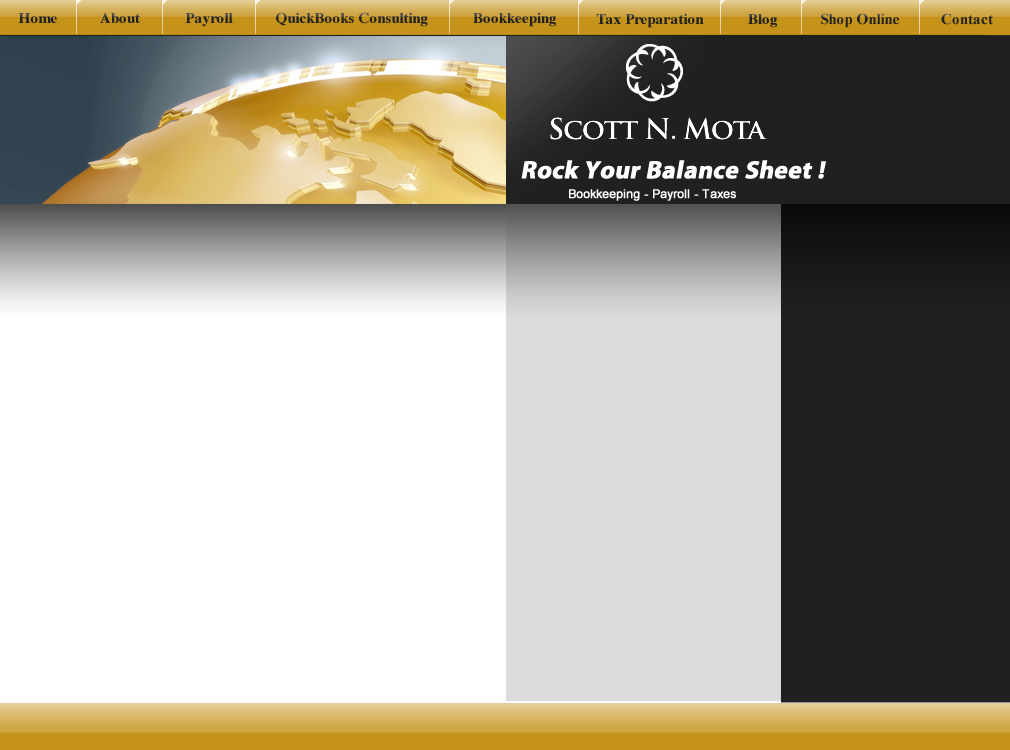 Home About Payroll QuickBooks Consulting Bookkeeping Tax Preparation Blog Shop Online Contact
Scott N. Mota
Rock Your Balance Sheet !
Bookkeeping - Payroll - Taxes